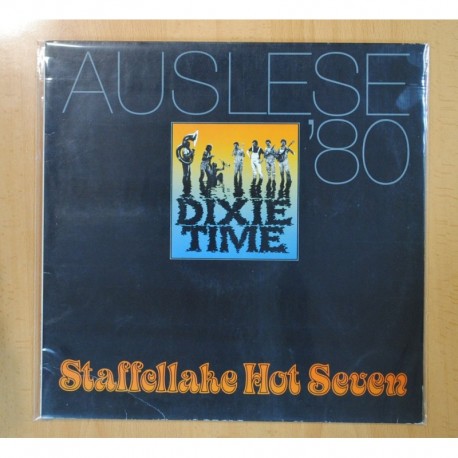 AUSLESE
'80
DIXIE
TIME
Staffellake Hot Seven